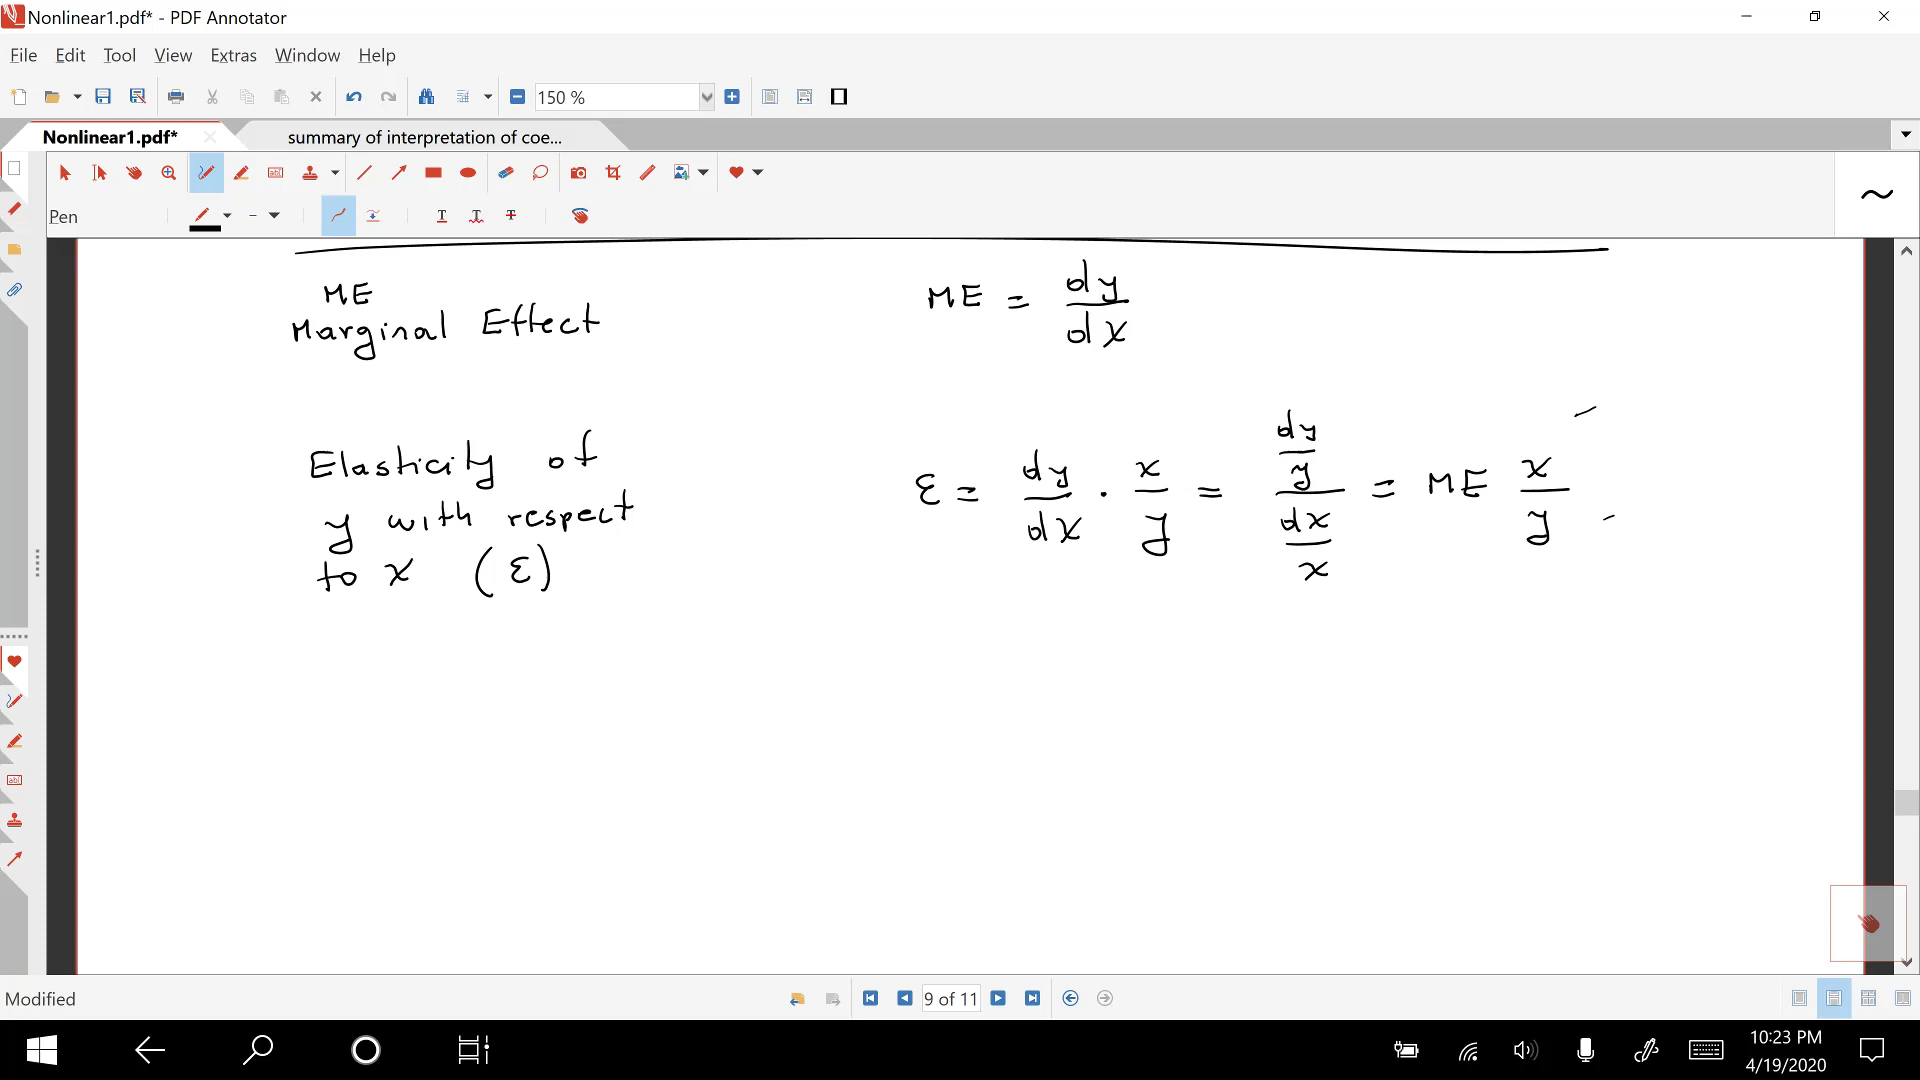 Nonlinear1.pdf* - PDF Annotator
File Edit Tool View Extras Window Help
150 %
Nonlinear1.pdf* summary of interpretation of coe...
Pen
ME
Marginal Effect
ME = dy/dx
Elasticity of
y with respect
to x (ε)
ε = dy/dx · x/y = (dy/y)/(dx/x) = ME x/y
Modified
9 of 11
10:23 PM
4/19/2020